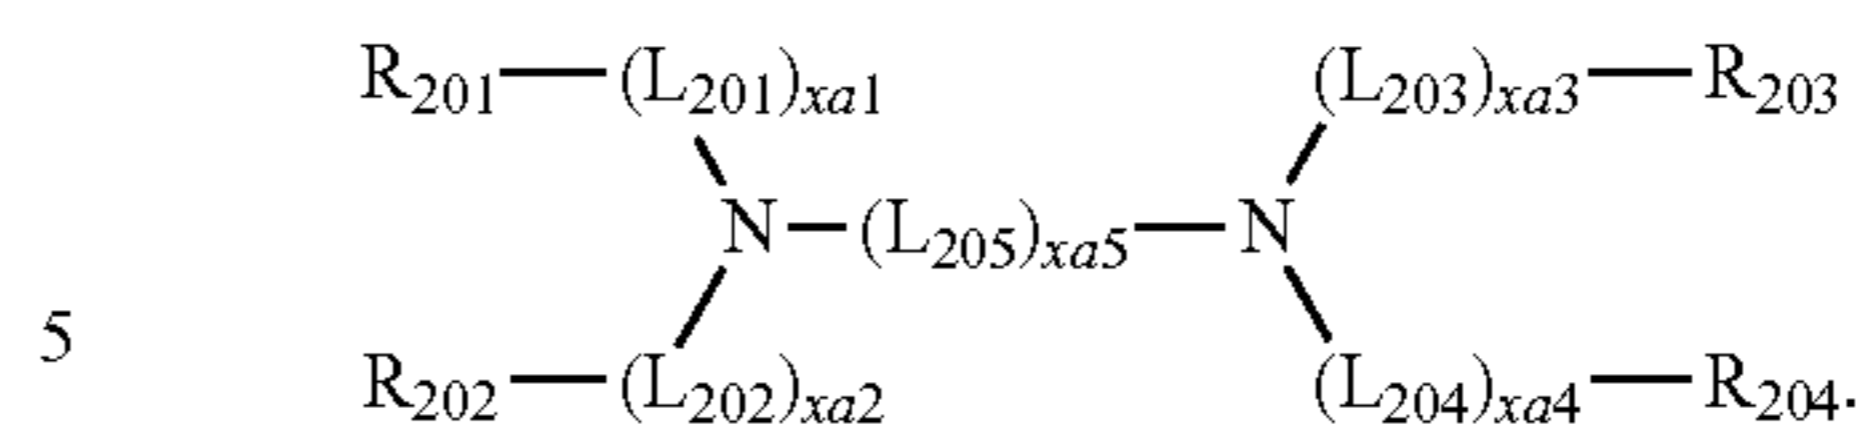 R201—(L201)xa1 (L203)xa3—R203
N—(L205)xa5—N
5
R202—(L202)xa2 (L204)xa4—R204.